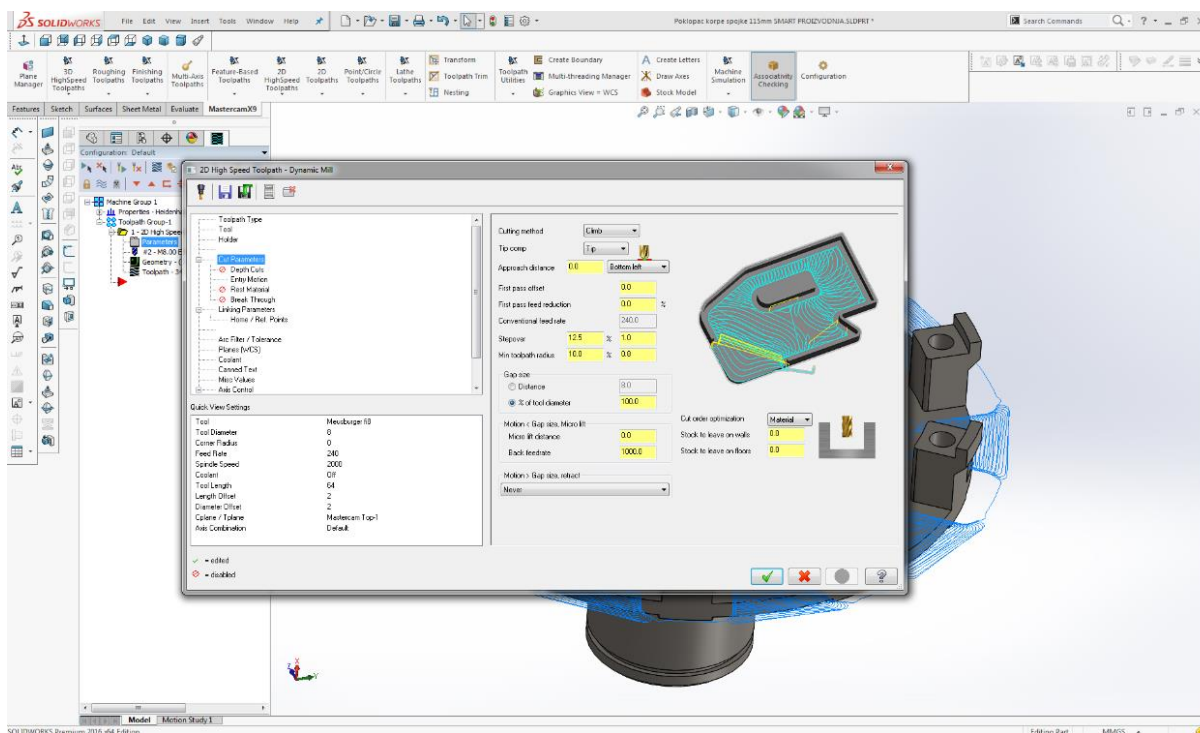 SOLIDWORKS File Edit View Insert Tools Window Help Poklopac korpe spojke 115mm SMART PROIZVODNJA.SLDPRT * Search Commands
Plane Manager
3D HighSpeed Toolpaths
Roughing Toolpaths
Finishing Toolpaths
Multi-Axis Toolpaths
Feature-Based Toolpaths
2D HighSpeed Toolpaths
2D Toolpaths
Point/Circle Toolpaths
Lathe Toolpaths
Transform
Toolpath Trim
Nesting
Toolpath Utilities
Create Boundary
Multi-threading Manager
Graphics View = WCS
Create Letters
Draw Axes
Stock Model
Machine Simulation
Associativity Checking
Configuration
Features Sketch Surfaces Sheet Metal Evaluate MastercamX9
Configuration: Default
Machine Group 1
Properties - Heidenh
Toolpath Group-1
1 - 2D High Spee
Parameters
#2 - M8.00 E
Geometry - (
Toolpath - 3
2D High Speed Toolpath - Dynamic Mill
Toolpath Type
Tool
Holder
Cut Parameters
Depth Cuts
Entry Motion
Rest Material
Break Through
Linking Parameters
Home / Ref. Points
Arc Filter / Tolerance
Planes (WCS)
Coolant
Canned Text
Misc Values
Axis Control
Quick View Settings
Tool Meusburger fi8
Tool Diameter 8
Corner Radius 0
Feed Rate 240
Spindle Speed 2000
Coolant Off
Tool Length 64
Length Offset 2
Diameter Offset 2
Cplane / Tplane Mastercam Top-1
Axis Combination Default
= edited
= disabled
Cutting method Climb
Tip comp Tip
Approach distance 0.0 Bottom left
First pass offset 0.0
First pass feed reduction 0.0 %
Conventional feedrate 240.0
Stepover 12.5 % 1.0
Min toolpath radius 10.0 % 0.0
Gap size
Distance 8.0
% of tool diameter 100.0
Motion < Gap size, Micro lift
Micro lift distance 0.0
Back feedrate 1000.0
Motion > Gap size, retract
Never
Cut order optimization Material
Stock to leave on walls 0.0
Stock to leave on floors 0.0
Z X Y
Model Motion Study 1
SOLIDWORKS Premium 2016 x64 Edition Editing Part MMGS